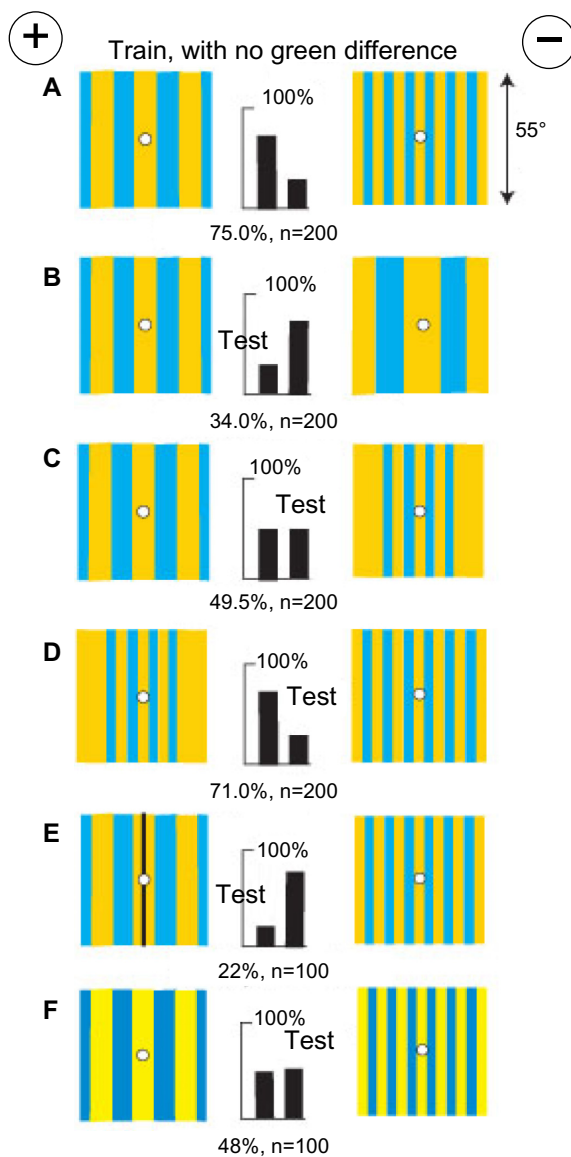 + −
Train, with no green difference
A
100%
55°
75.0%, n=200
B
100%
Test
34.0%, n=200
C
100%
Test
49.5%, n=200
D
100%
Test
71.0%, n=200
E
100%
Test
22%, n=100
F
100%
Test
48%, n=100